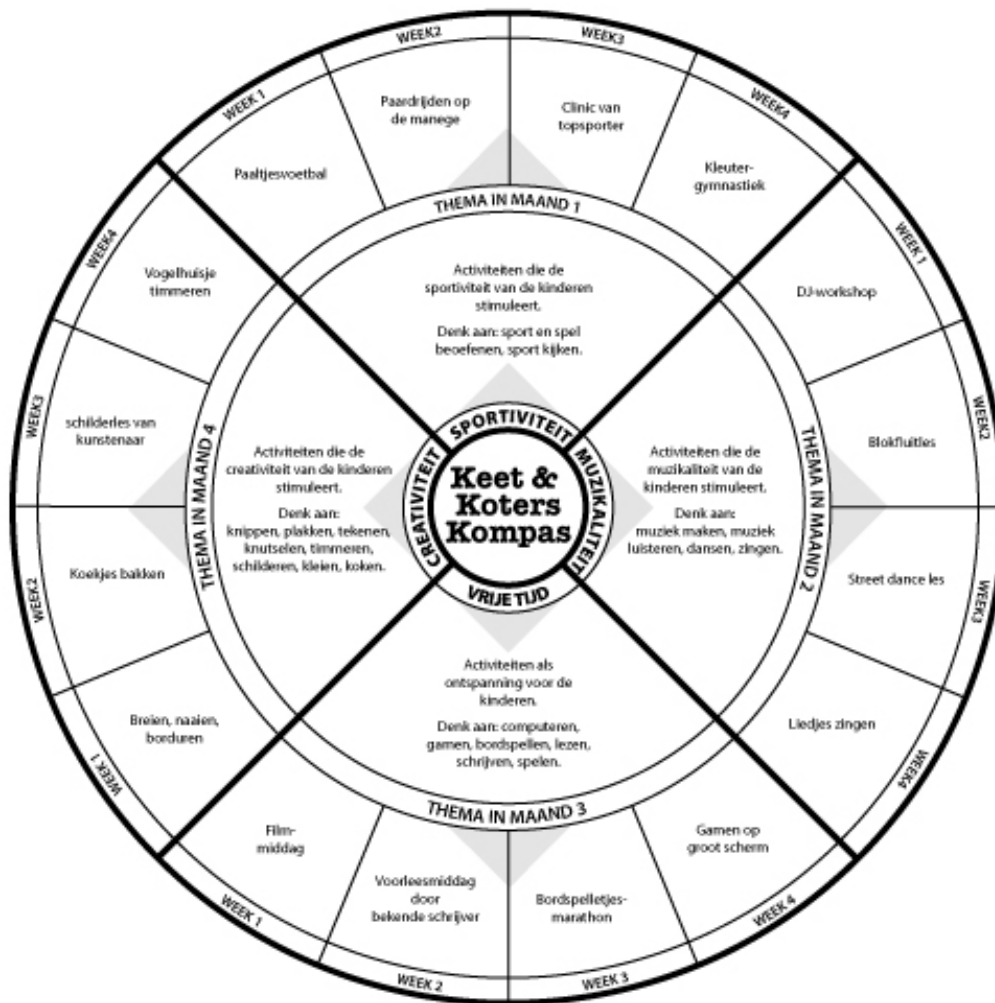 Keet &
Koters
Kompas
SPORTIVITEIT
MUZIKALITEIT
VRIJE TIJD
CREATIVITEIT
THEMA IN MAAND 1
Activiteiten die de
sportiviteit van de kinderen
stimuleert.
Denk aan: sport en spel
beoefenen, sport kijken.
WEEK 1
Paaltjesvoetbal
WEEK2
Paardrijden op
de manege
WEEK3
Clinic van
topsporter
WEEK4
Kleuter-
gymnastiek
THEMA IN MAAND 2
Activiteiten die de
muzikaliteit van de
kinderen stimuleert.
Denk aan:
muziek maken, muziek
luisteren, dansen, zingen.
WEEK 1
DJ-workshop
WEEK2
Blokfluitles
WEEK3
Street dance les
WEEK4
Liedjes zingen
THEMA IN MAAND 3
Activiteiten als
ontspanning voor de
kinderen.
Denk aan: computeren,
gamen, bordspellen, lezen,
schrijven, spelen.
WEEK 1
Film-
middag
WEEK 2
Voorleesmiddag
door
bekende schrijver
WEEK 3
Bordspelletjes-
marathon
WEEK 4
Gamen op
groot scherm
THEMA IN MAAND 4
Activiteiten die de
creativiteit van de kinderen
stimuleert.
Denk aan:
knippen, plakken, tekenen,
knutselen, timmeren,
schilderen, kleien, koken.
WEEK 1
Breien, naaien,
borduren
WEEK2
Koekjes bakken
WEEK3
schilderles van
kunstenaar
WEEK4
Vogelhuisje
timmeren